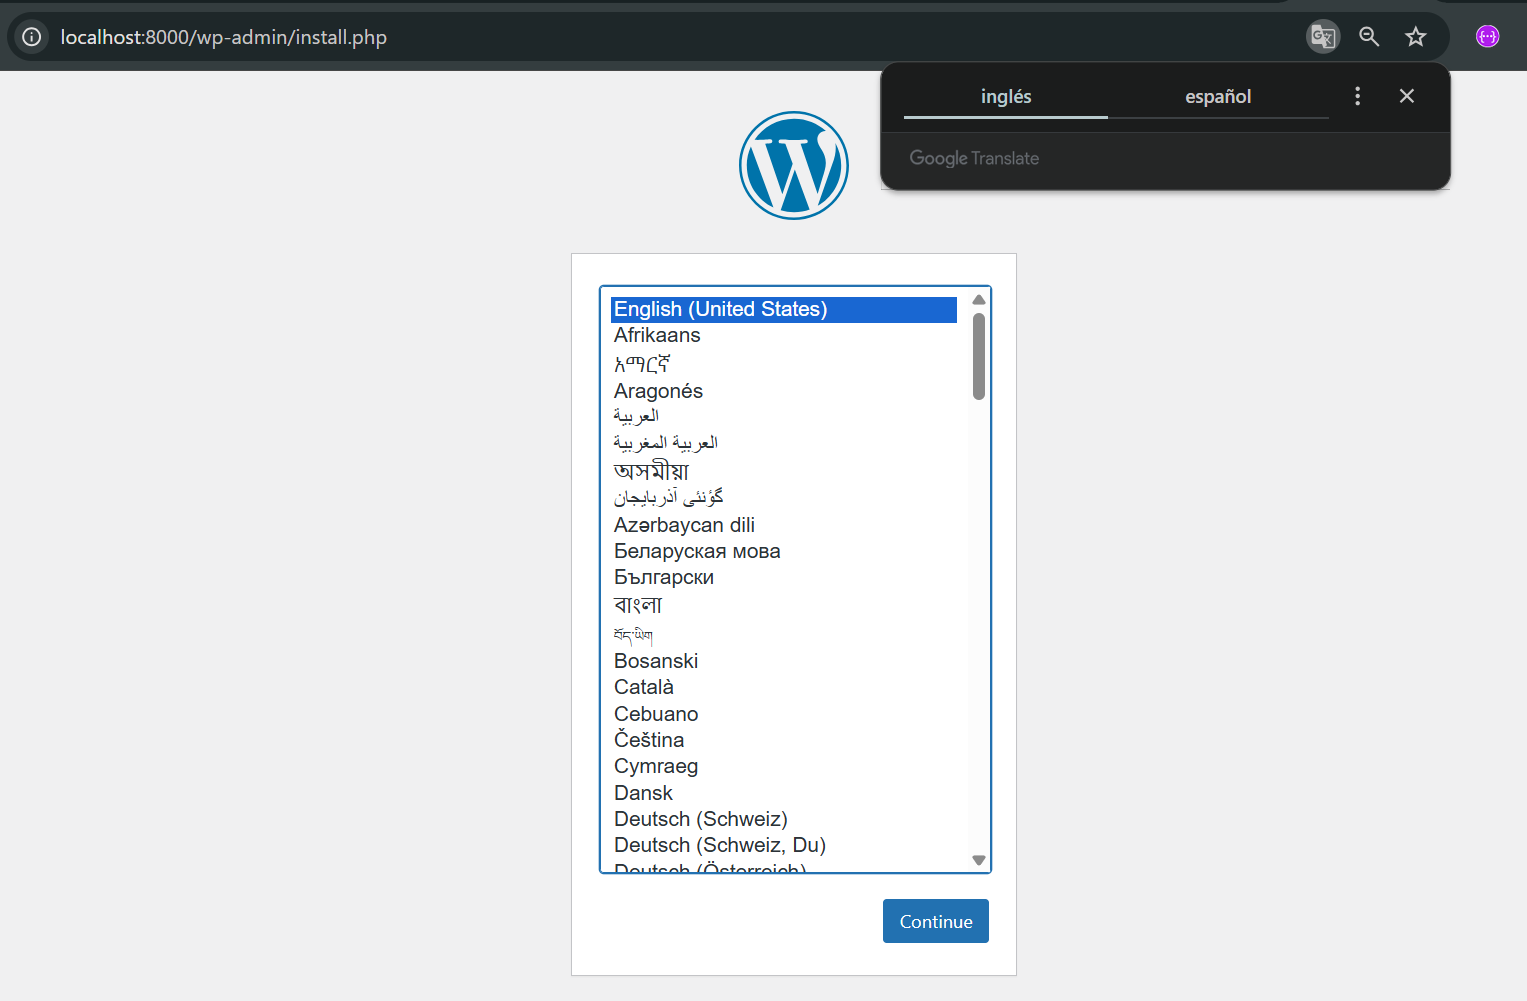 localhost:8000/wp-admin/install.php
inglés
español
Google Translate
English (United States)
Afrikaans
አማርኛ
Aragonés
العربية
العربية المغربية
অসমীয়া
گؤنئی آذربایجان
Azərbaycan dili
Беларуская мова
Български
বাংলা
བོད་ཡིག
Bosanski
Català
Cebuano
Čeština
Cymraeg
Dansk
Deutsch (Schweiz)
Deutsch (Schweiz, Du)
Deutsch (Österreich)
Continue